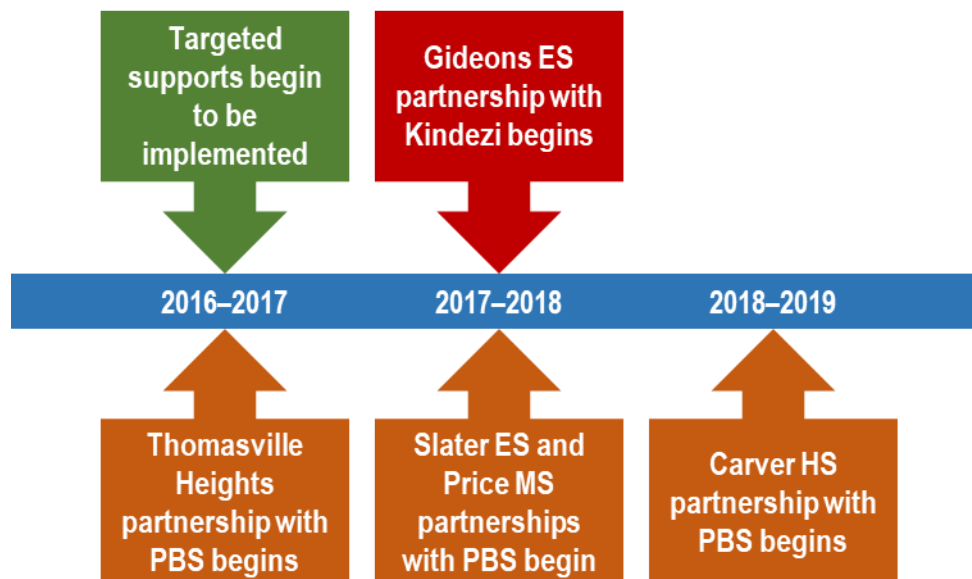 Targeted
supports begin
to be
implemented
Gideons ES
partnership with
Kindezi begins
2016–2017
2017–2018
2018–2019
Thomasville
Heights
partnership with
PBS begins
Slater ES and
Price MS
partnerships
with PBS begin
Carver HS
partnership with
PBS begins